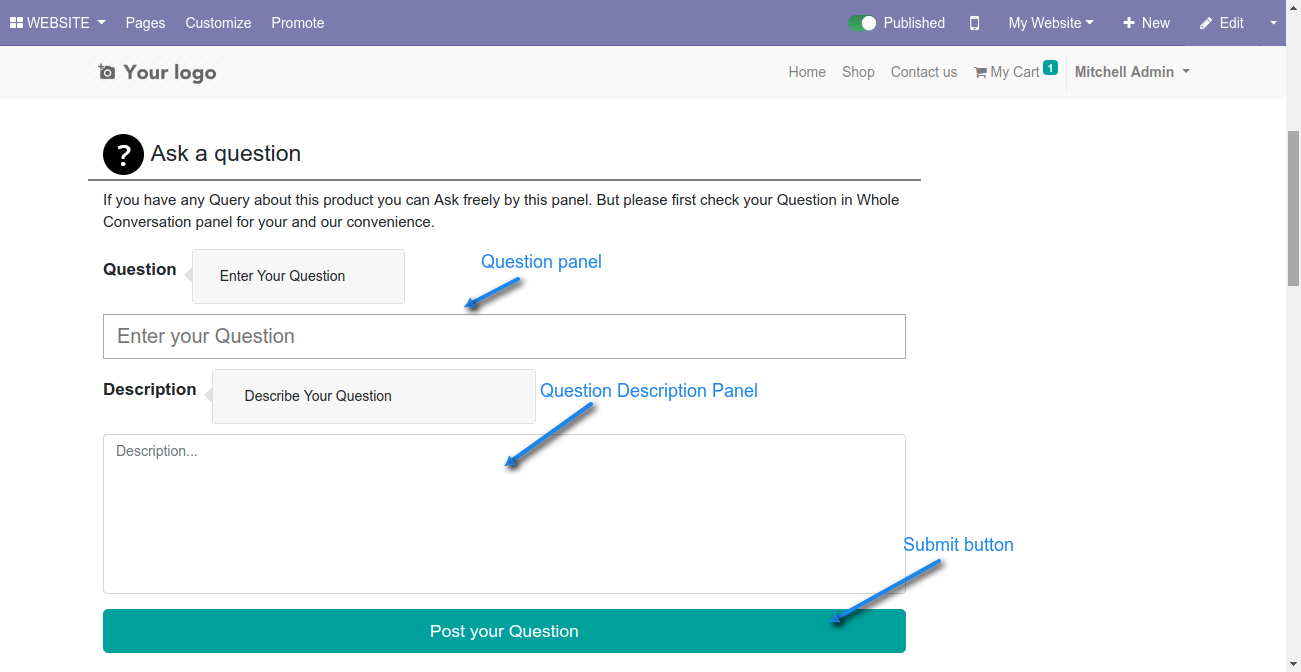 WEBSITE Pages Customize Promote Published My Website New Edit
Your logo Home Shop Contact us My Cart 1 Mitchell Admin
? Ask a question
If you have any Query about this product you can Ask freely by this panel. But please first check your Question in Whole
Conversation panel for your and our convenience.
Question Enter Your Question
Question panel
Enter your Question
Description Describe Your Question
Question Description Panel
Description...
Submit button
Post your Question